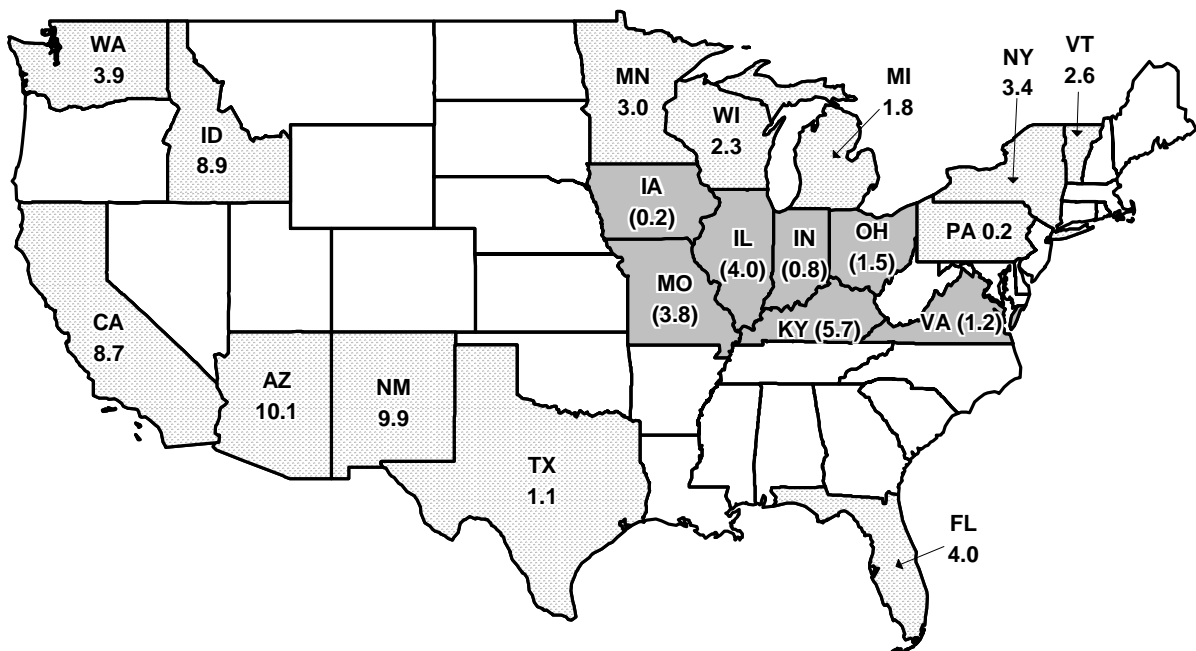 WA
3.9
ID
8.9
MN
3.0
WI
2.3
MI
1.8
NY
3.4
VT
2.6
IA
(0.2)
IL
(4.0)
IN
(0.8)
OH
(1.5)
PA 0.2
MO
(3.8)
KY (5.7)
VA (1.2)
CA
8.7
AZ
10.1
NM
9.9
TX
1.1
FL
4.0